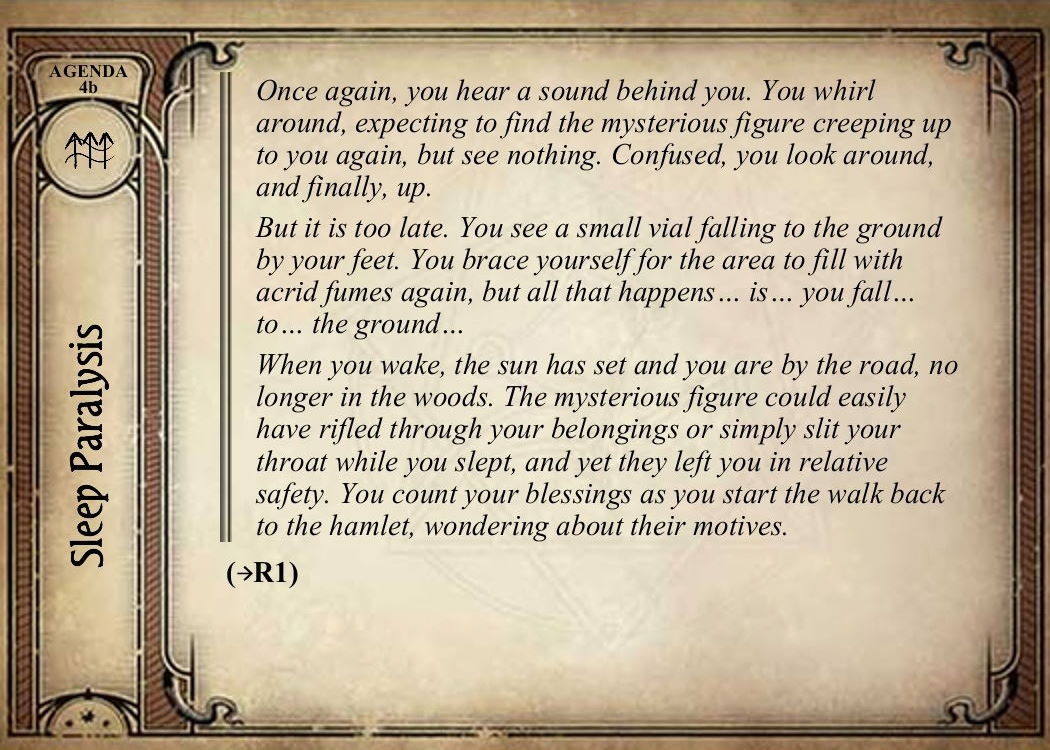 AGENDA
4b
Sleep Paralysis
Once again, you hear a sound behind you. You whirl
around, expecting to find the mysterious figure creeping up
to you again, but see nothing. Confused, you look around,
and finally, up.
But it is too late. You see a small vial falling to the ground
by your feet. You brace yourself for the area to fill with
acrid fumes again, but all that happens… is… you fall…
to… the ground…
When you wake, the sun has set and you are by the road, no
longer in the woods. The mysterious figure could easily
have rifled through your belongings or simply slit your
throat while you slept, and yet they left you in relative
safety. You count your blessings as you start the walk back
to the hamlet, wondering about their motives.
(→R1)